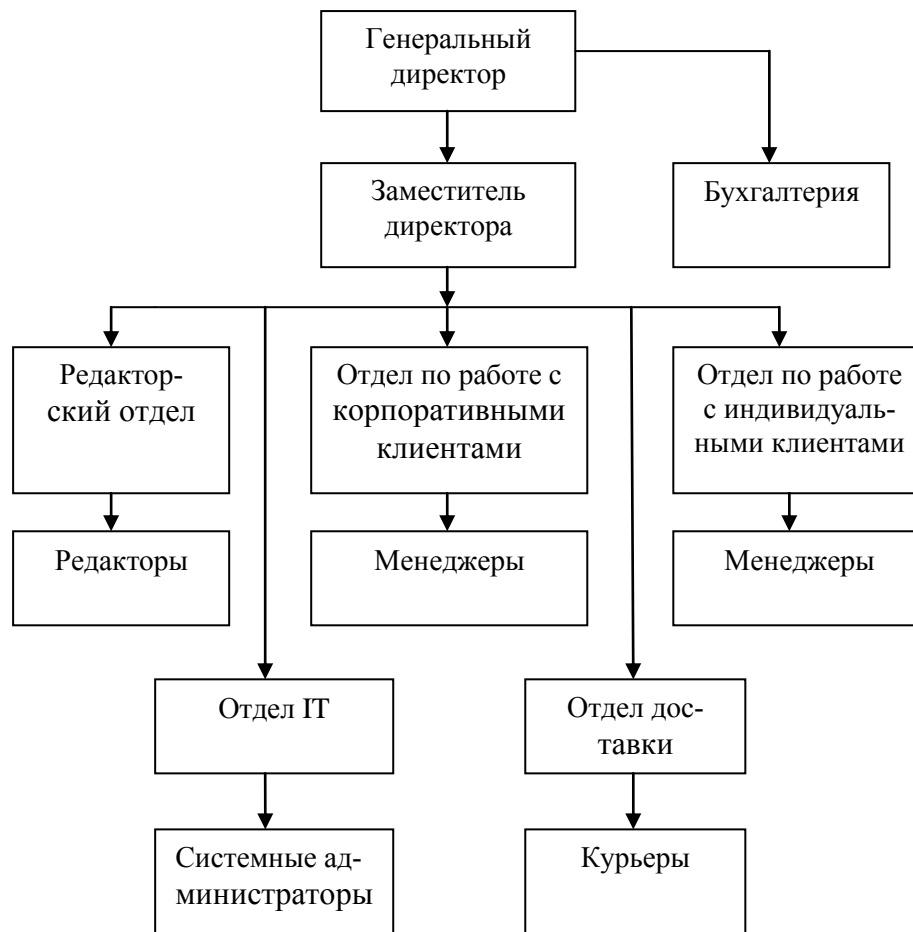 Генеральный
директор
Заместитель
директора
Бухгалтерия
Редактор-
ский отдел
Отдел по работе с
корпоративными
клиентами
Отдел по работе
с индивидуаль-
ными клиентами
Редакторы
Менеджеры
Менеджеры
Отдел IT
Отдел дос-
тавки
Системные ад-
министраторы
Курьеры